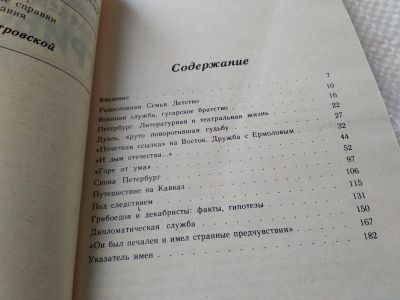 е справки
ания
тровской
Содержание
Введение 7
Родословная. Семья. Детство 10
Военная служба, гусарское братство 16
Петербург. Литературная и театральная жизнь 22
Дуэль, круто поворотившая судьбу 27
«Почетная ссылка» на Восток. Дружба с Ермоловым 32
«И дым отечества...» 44
«Горе от ума» 52
Снова Петербург 97
Путешествие на Кавказ 106
Под следствием 115
Грибоедов и декабристы: факты, гипотезы 131
Дипломатическая служба 150
«Он был печален и имел странные предчувствия» 167
Указатель имен 182